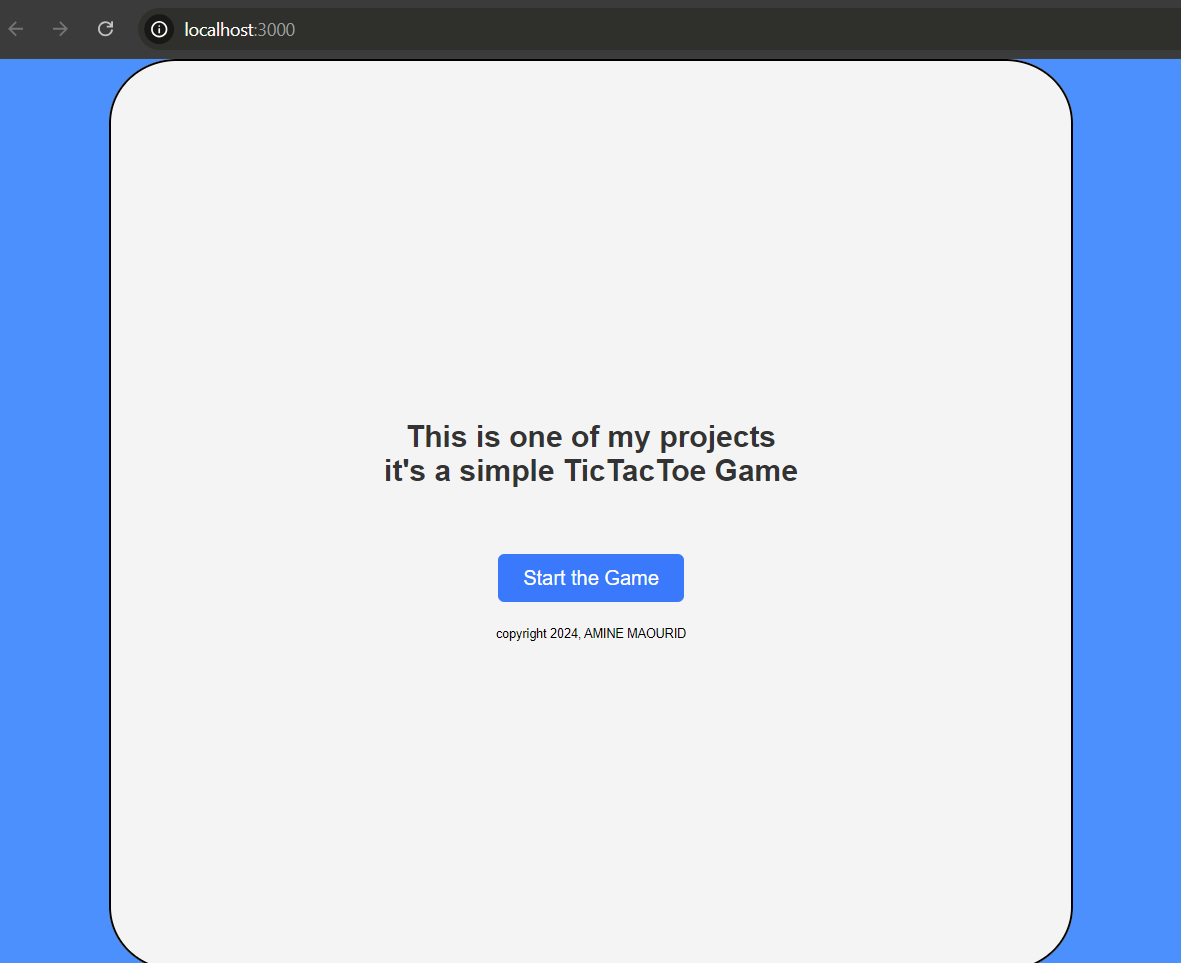 localhost:3000
This is one of my projects
it's a simple TicTacToe Game
Start the Game
copyright 2024, AMINE MAOURID